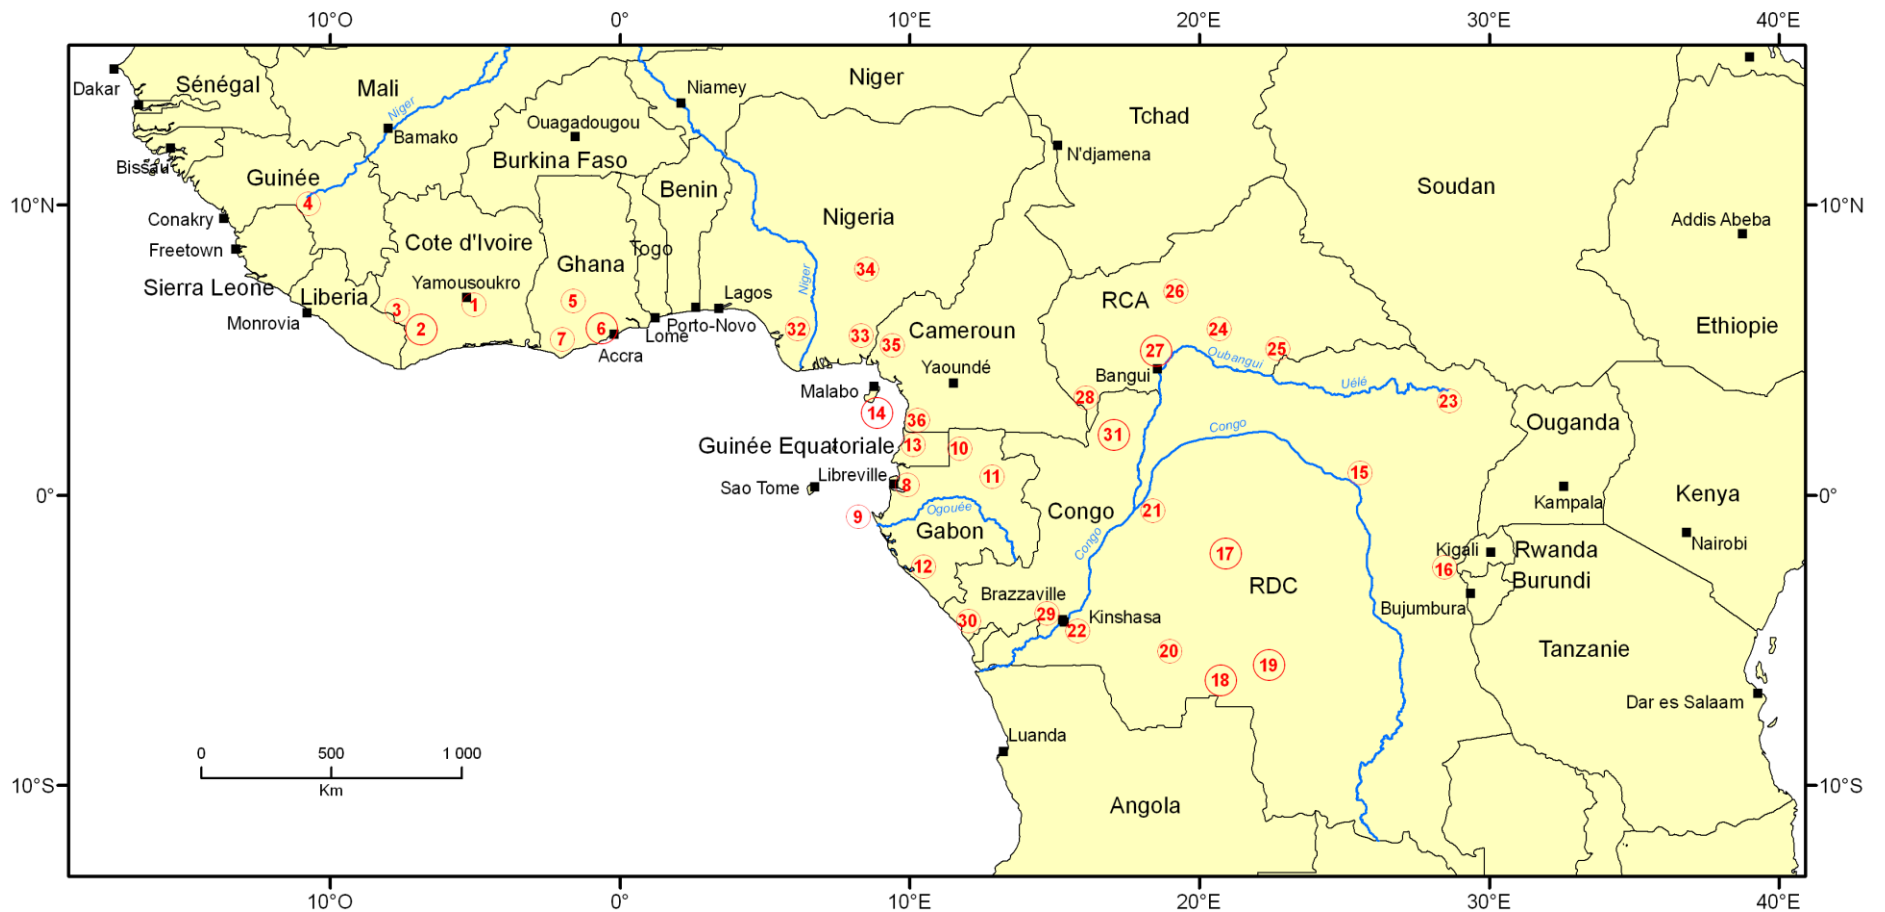 10°O 0° 10°E 20°E 30°E 40°E
Dakar
Sénégal
Mali
Niger
Niger
Niamey
Tchad
Bamako
Ouagadougou
Burkina Faso
N'djamena
Bissau
Guinée
Benin
Soudan
10°N
4
10°N
Conakry
Freetown
Cote d'Ivoire
Togo
Nigeria
Addis Abeba
Ghana
Niger
34
Sierra Leone
Liberia
Yamousoukro
1
3
2
5
6
7
Lagos
RCA
26
Monrovia
Porto-Novo
Lomé
Accra
32
33
35
Cameroun
27
24
25
Ethiopie
Oubangui
Bangui
Uélé
Yaoundé
Malabo
14
28
23
36
31
Congo
Ouganda
Guinée Equatoriale
13
10
Libreville
8
11
15
Sao Tome
Kampala
Kenya
0°
0°
9
Ogouée
Gabon
Congo
21
Congo
17
Kigali
Rwanda
Nairobi
12
16
RDC
Burundi
Brazzaville
Bujumbura
30
29
22
Kinshasa
20
19
18
Tanzanie
Dar es Salaam
Luanda
0 500 1 000
Km
10°S
10°S
Angola
10°O 0° 10°E 20°E 30°E 40°E